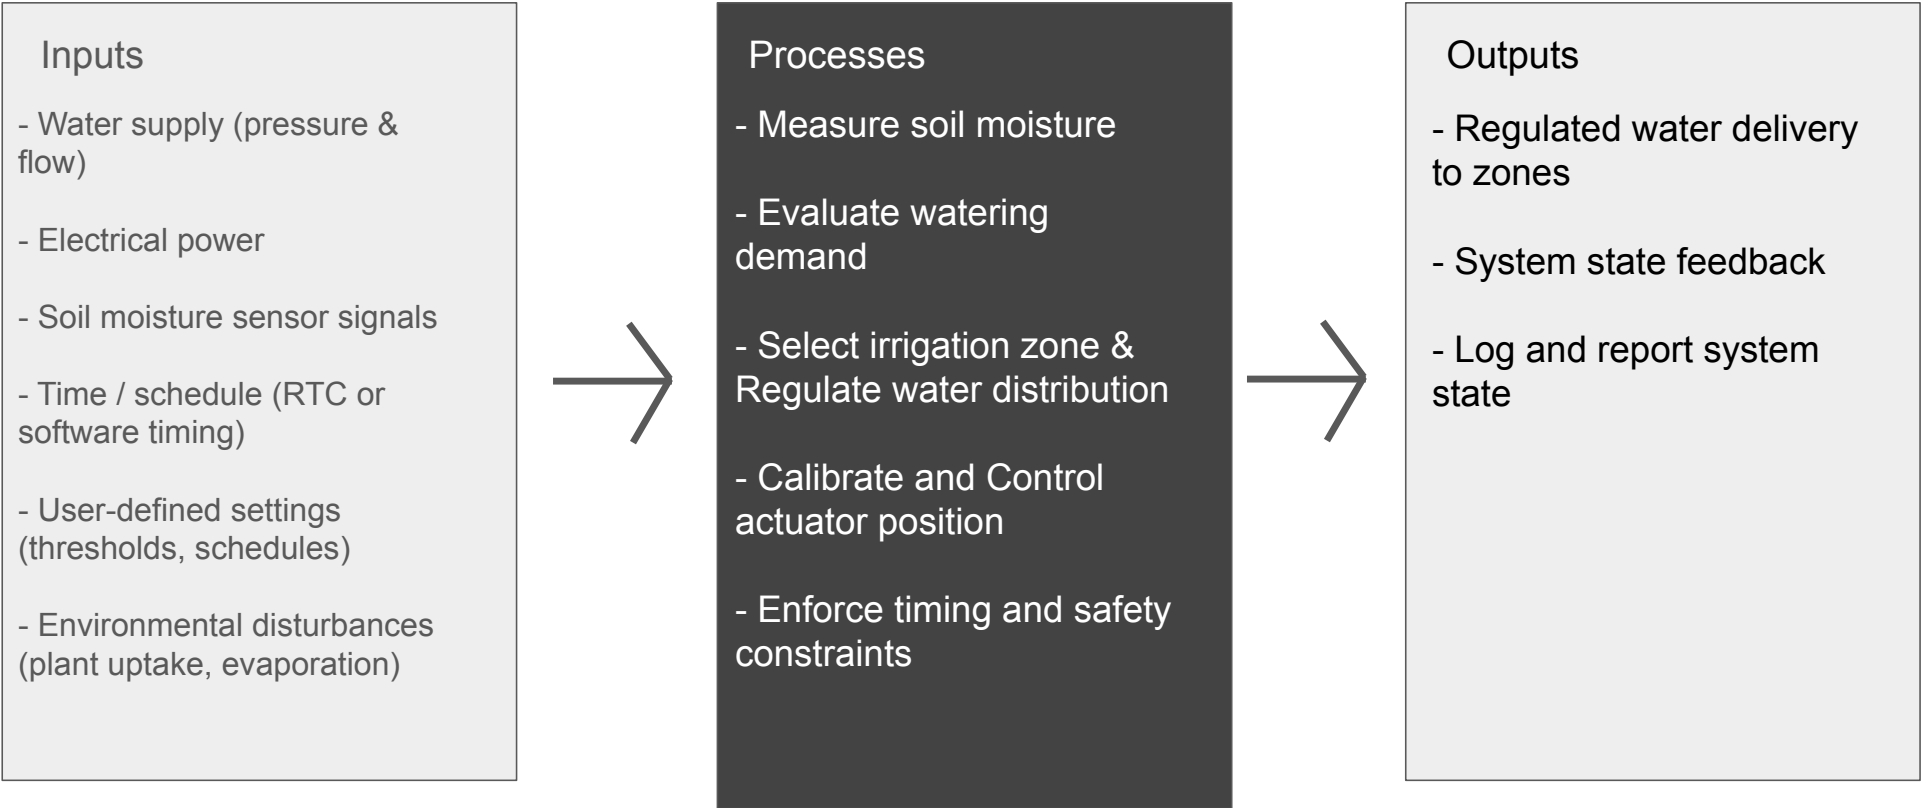 Inputs
- Water supply (pressure &
flow)
- Electrical power
- Soil moisture sensor signals
- Time / schedule (RTC or
software timing)
- User-defined settings
(thresholds, schedules)
- Environmental disturbances
(plant uptake, evaporation)
Processes
- Measure soil moisture
- Evaluate watering
demand
- Select irrigation zone &
Regulate water distribution
- Calibrate and Control
actuator position
- Enforce timing and safety
constraints
Outputs
- Regulated water delivery
to zones
- System state feedback
- Log and report system
state